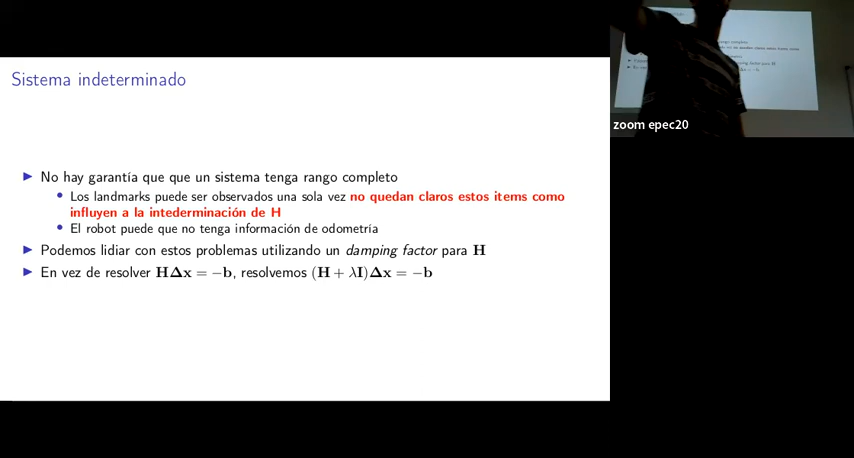 Sistema indeterminado
▶ No hay garantía que que un sistema tenga rango completo
• Los landmarks puede ser observados una sola vez no quedan claros estos items como
influyen a la intederminación de H
• El robot puede que no tenga información de odometría
▶ Podemos lidiar con estos problemas utilizando un damping factor para H
▶ En vez de resolver HΔx = −b, resolvemos (H + λI)Δx = −b
zoom epec20